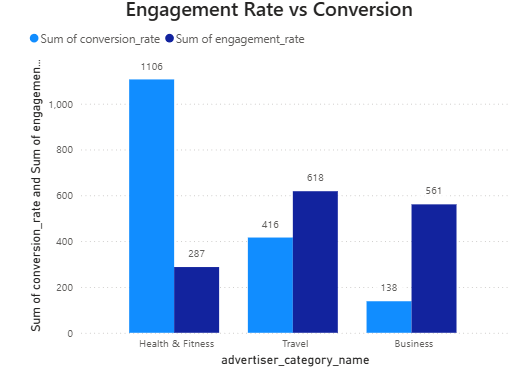 Engagement Rate vs Conversion
Sum of conversion_rate Sum of engagement_rate
Sum of conversion_rate and Sum of engagemen...
1,000
800
600
400
200
0
1106
287
416
618
138
561
Health & Fitness
Travel
Business
advertiser_category_name